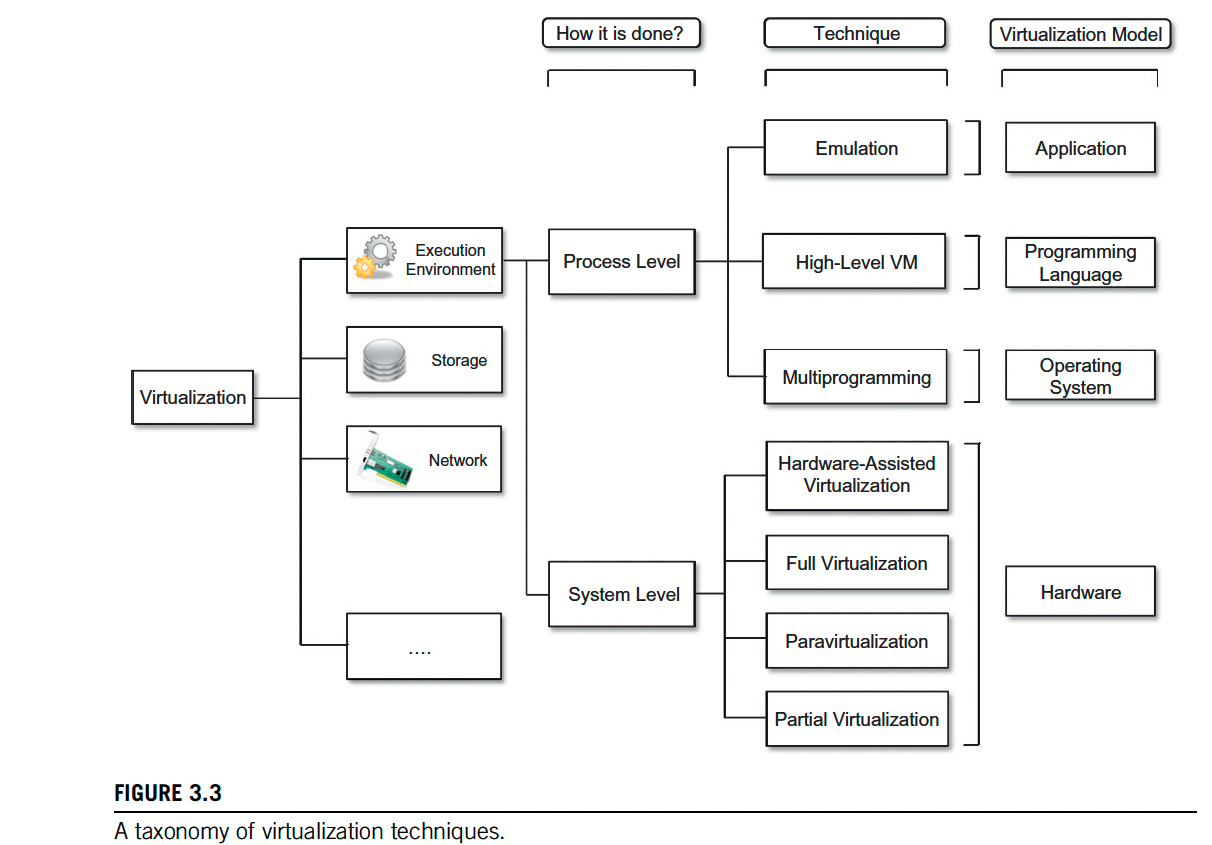 How it is done?
Technique
Virtualization Model
Emulation
Application
Execution
Environment
Process Level
High-Level VM
Programming
Language
Storage
Multiprogramming
Operating
System
Virtualization
Network
Hardware-Assisted
Virtualization
Full Virtualization
System Level
Hardware
Paravirtualization
....
Partial Virtualization
FIGURE 3.3
A taxonomy of virtualization techniques.